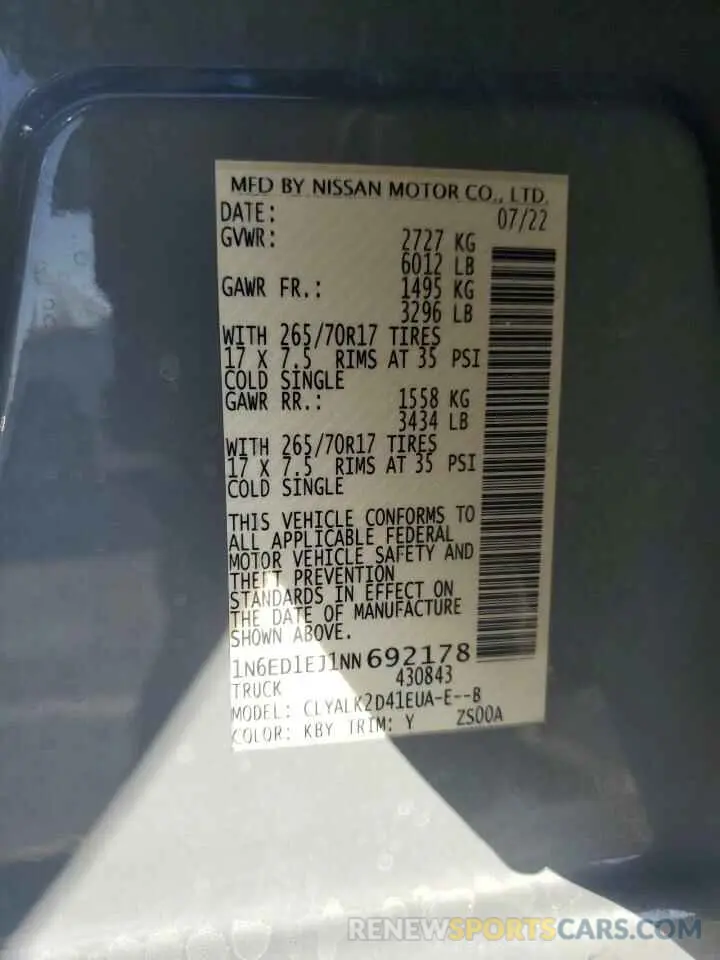 MFD BY NISSAN MOTOR CO., LTD.
DATE: 07/22
GVWR: 2727 KG
6012 LB
GAWR FR.: 1495 KG
3296 LB
WITH 265/70R17 TIRES
17 X 7.5 RIMS AT 35 PSI
COLD SINGLE
GAWR RR.: 1558 KG
3434 LB
WITH 265/70R17 TIRES
17 X 7.5 RIMS AT 35 PSI
COLD SINGLE
THIS VEHICLE CONFORMS TO
ALL APPLICABLE FEDERAL
MOTOR VEHICLE SAFETY AND
THEFT PREVENTION
STANDARDS IN EFFECT ON
THE DATE OF MANUFACTURE
SHOWN ABOVE.
1N6ED1EJ1NN692178
TRUCK 430843
MODEL: CLYALK2D41EUA-E--B
COLOR: KBY TRIM: Y ZS00A
RENEWSPORTSCARS.COM